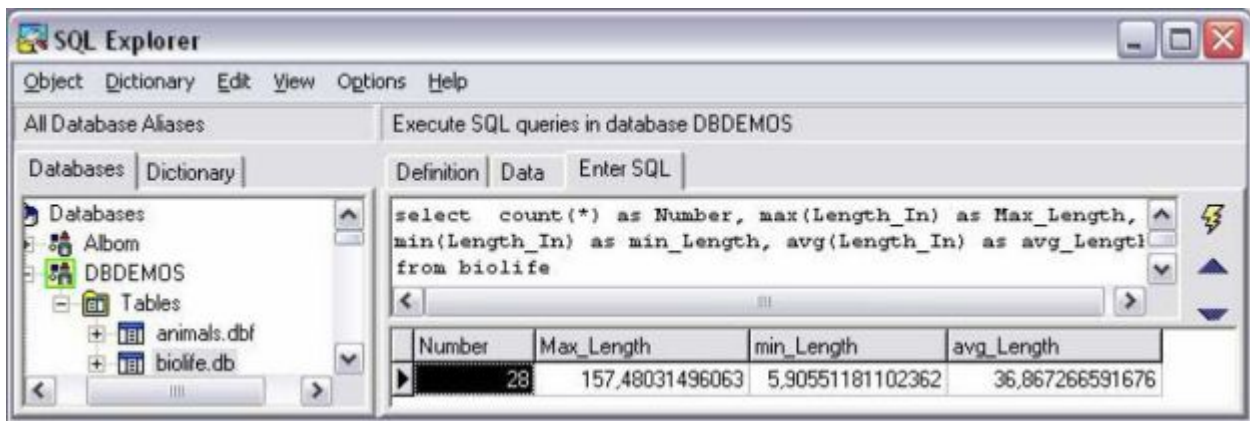 SQL Explorer
Object Dictionary Edit View Options Help
All Database Aliases
Execute SQL queries in database DBDEMOS
Databases Dictionary
Definition Data Enter SQL
Databases
Albom
DBDEMOS
Tables
animals.dbf
biolife.db
select count(*) as Number, max(Length_In) as Max_Length,
min(Length_In) as min_Length, avg(Length_In) as avg_Lengtl
from biolife
Number Max_Length min_Length avg_Length
28 157,48031496063 5,90551181102362 36,867266591676